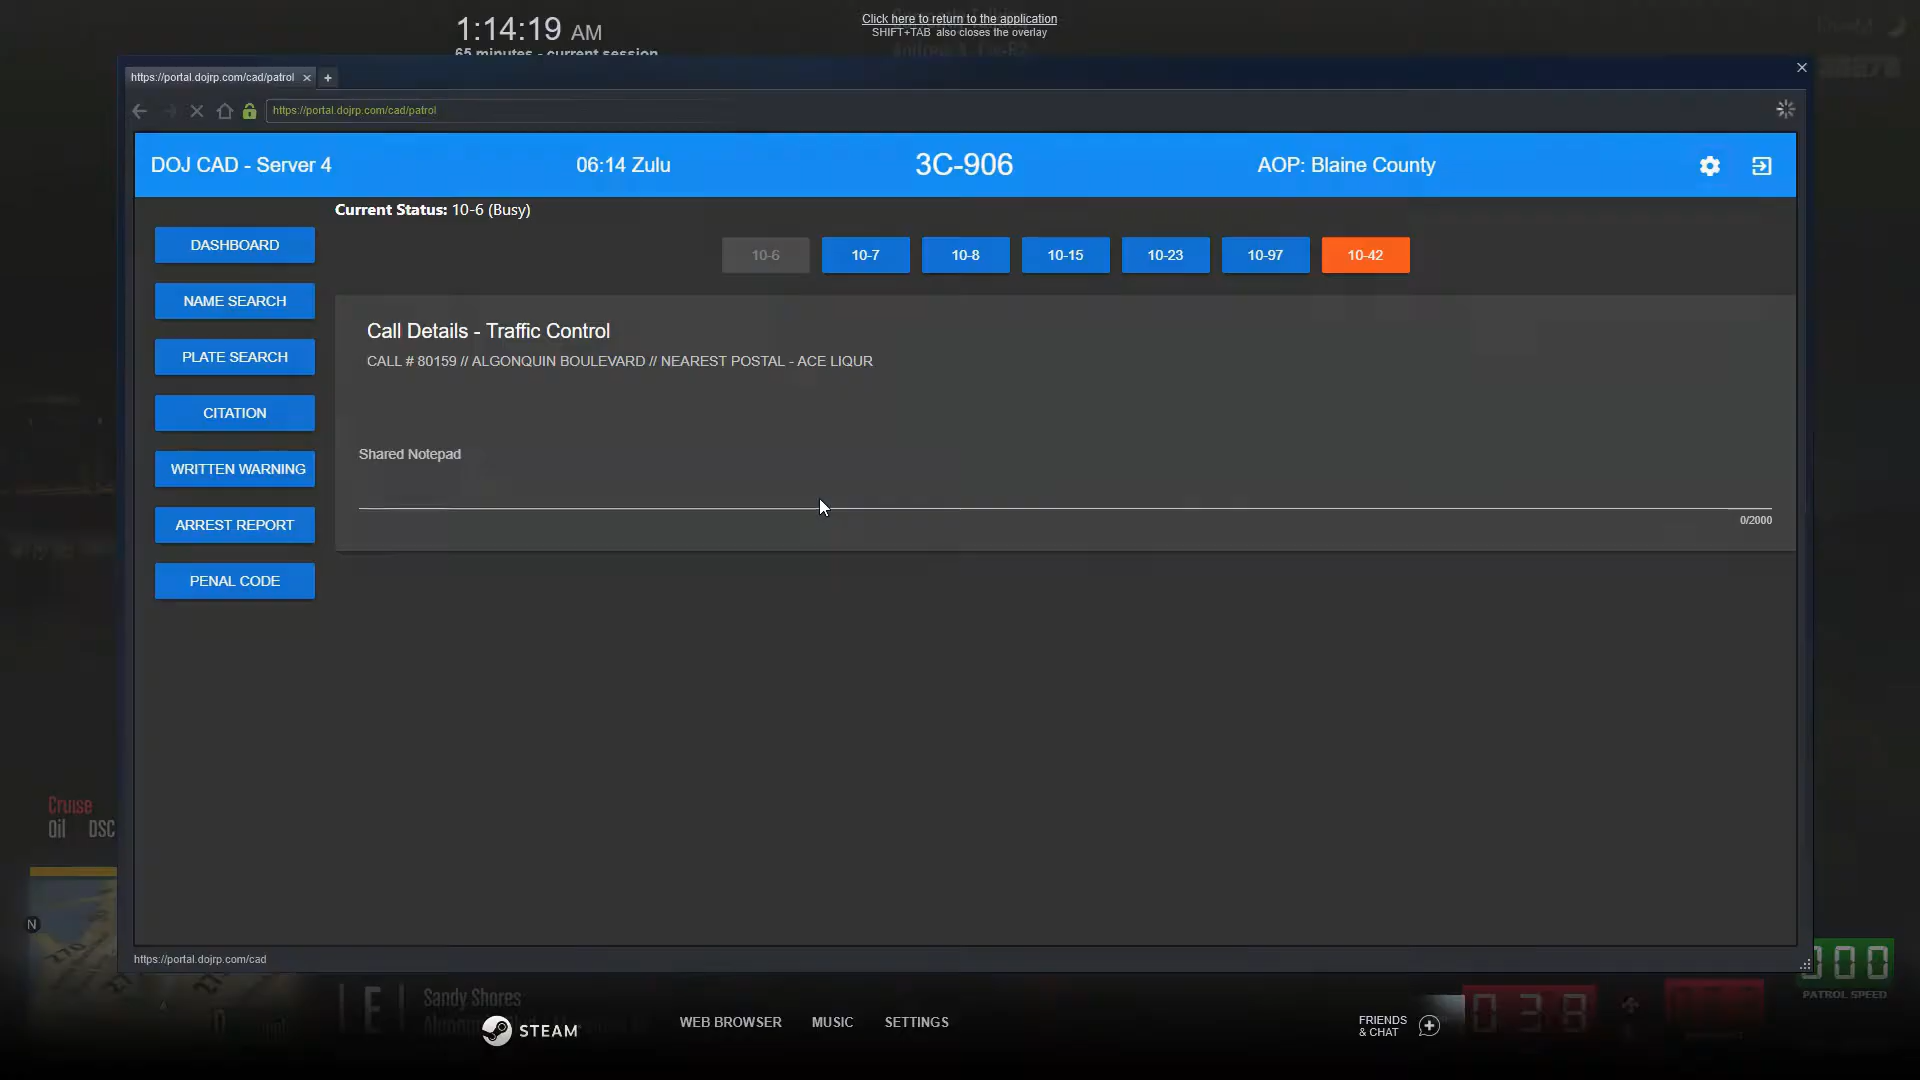 1:14:19 AM
65 minutes - current session
Click here to return to the application
SHIFT+TAB also closes the overlay
https://portal.dojrp.com/cad/patrol
https://portal.dojrp.com/cad/patrol
DOJ CAD - Server 4
06:14 Zulu
3C-906
AOP: Blaine County
Current Status: 10-6 (Busy)
DASHBOARD
NAME SEARCH
PLATE SEARCH
CITATION
WRITTEN WARNING
ARREST REPORT
PENAL CODE
10-6
10-7
10-8
10-15
10-23
10-97
10-42
Call Details - Traffic Control
CALL # 80159 // ALGONQUIN BOULEVARD // NEAREST POSTAL - ACE LIQUR
Shared Notepad
0/2000
Cruise
Oil DSC
N
https://portal.dojrp.com/cad
E
Sandy Shores
STEAM
WEB BROWSER
MUSIC
SETTINGS
FRIENDS
& CHAT
038
000
PATROL SPEED